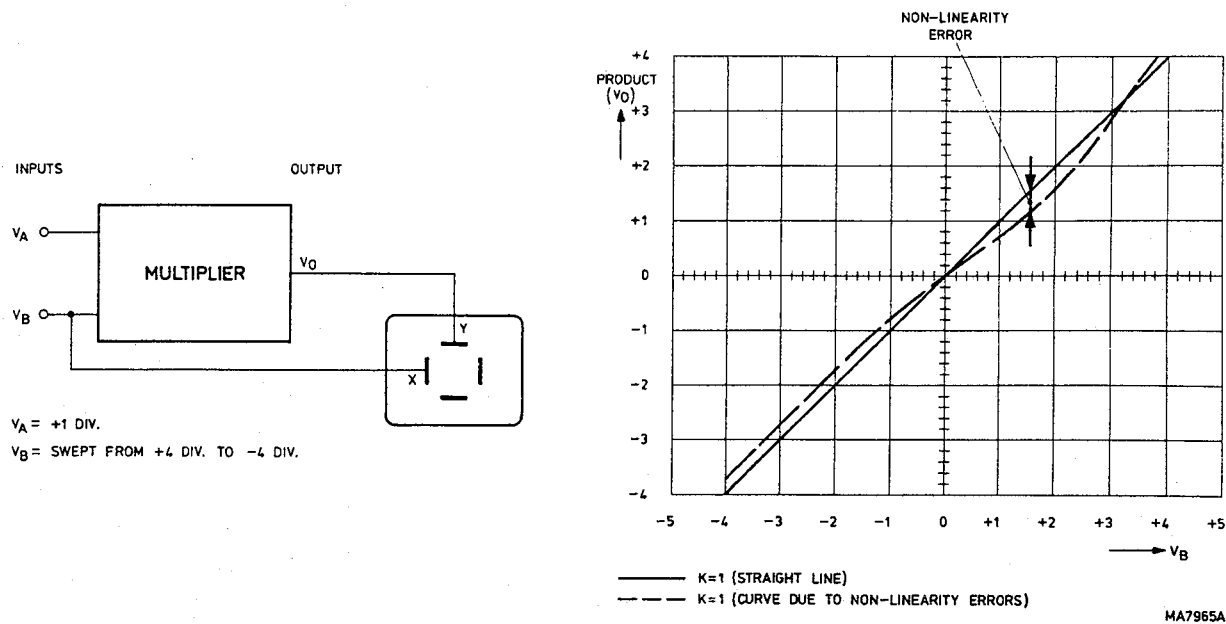 INPUTS
OUTPUT
VA
VB
MULTIPLIER
VO
Y
X
VA = +1 DIV.
VB = SWEPT FROM +4 DIV. TO -4 DIV.
NON-LINEARITY
ERROR
PRODUCT
(VO)
+4
+3
+2
+1
0
-1
-2
-3
-4
-5 -4 -3 -2 -1 0 +1 +2 +3 +4 +5
VB
K=1 (STRAIGHT LINE)
K=1 (CURVE DUE TO NON-LINEARITY ERRORS)
MA7965A